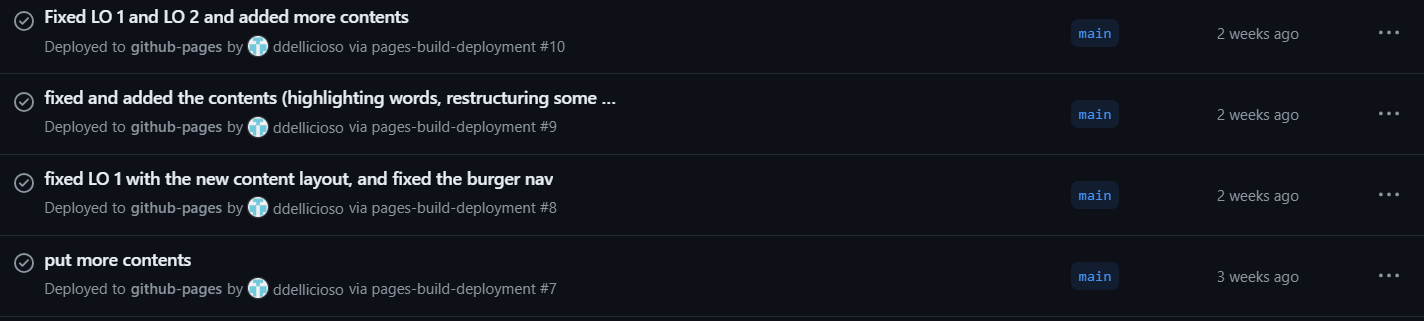 Fixed LO 1 and LO 2 and added more contents
Deployed to github-pages by ddellicioso via pages-build-deployment #10
main
2 weeks ago
fixed and added the contents (highlighting words, restructuring some ...
Deployed to github-pages by ddellicioso via pages-build-deployment #9
main
2 weeks ago
fixed LO 1 with the new content layout, and fixed the burger nav
Deployed to github-pages by ddellicioso via pages-build-deployment #8
main
2 weeks ago
put more contents
Deployed to github-pages by ddellicioso via pages-build-deployment #7
main
3 weeks ago